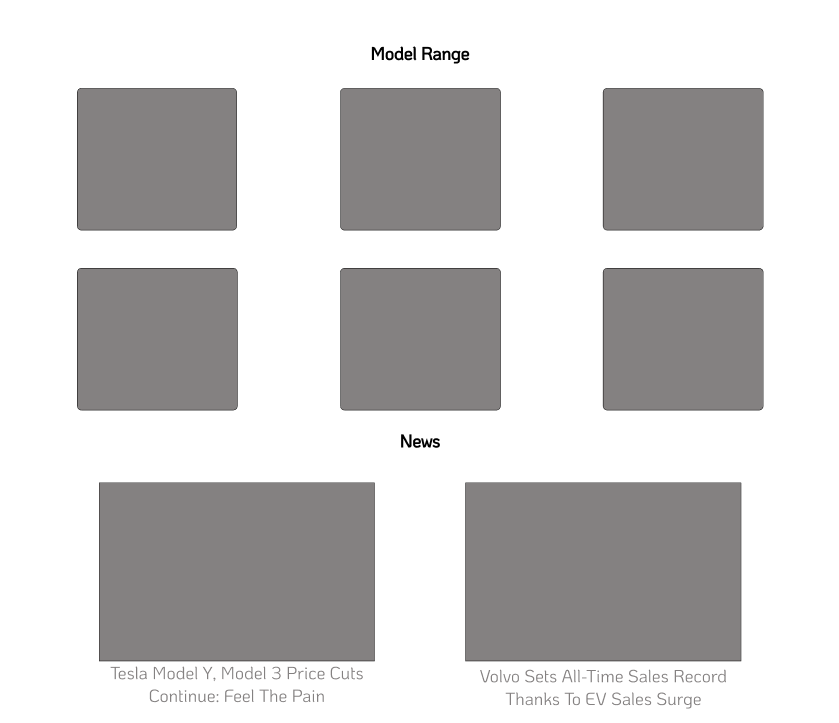 Model Range
News
Tesla Model Y, Model 3 Price Cuts
Continue: Feel The Pain
Volvo Sets All-Time Sales Record
Thanks To EV Sales Surge